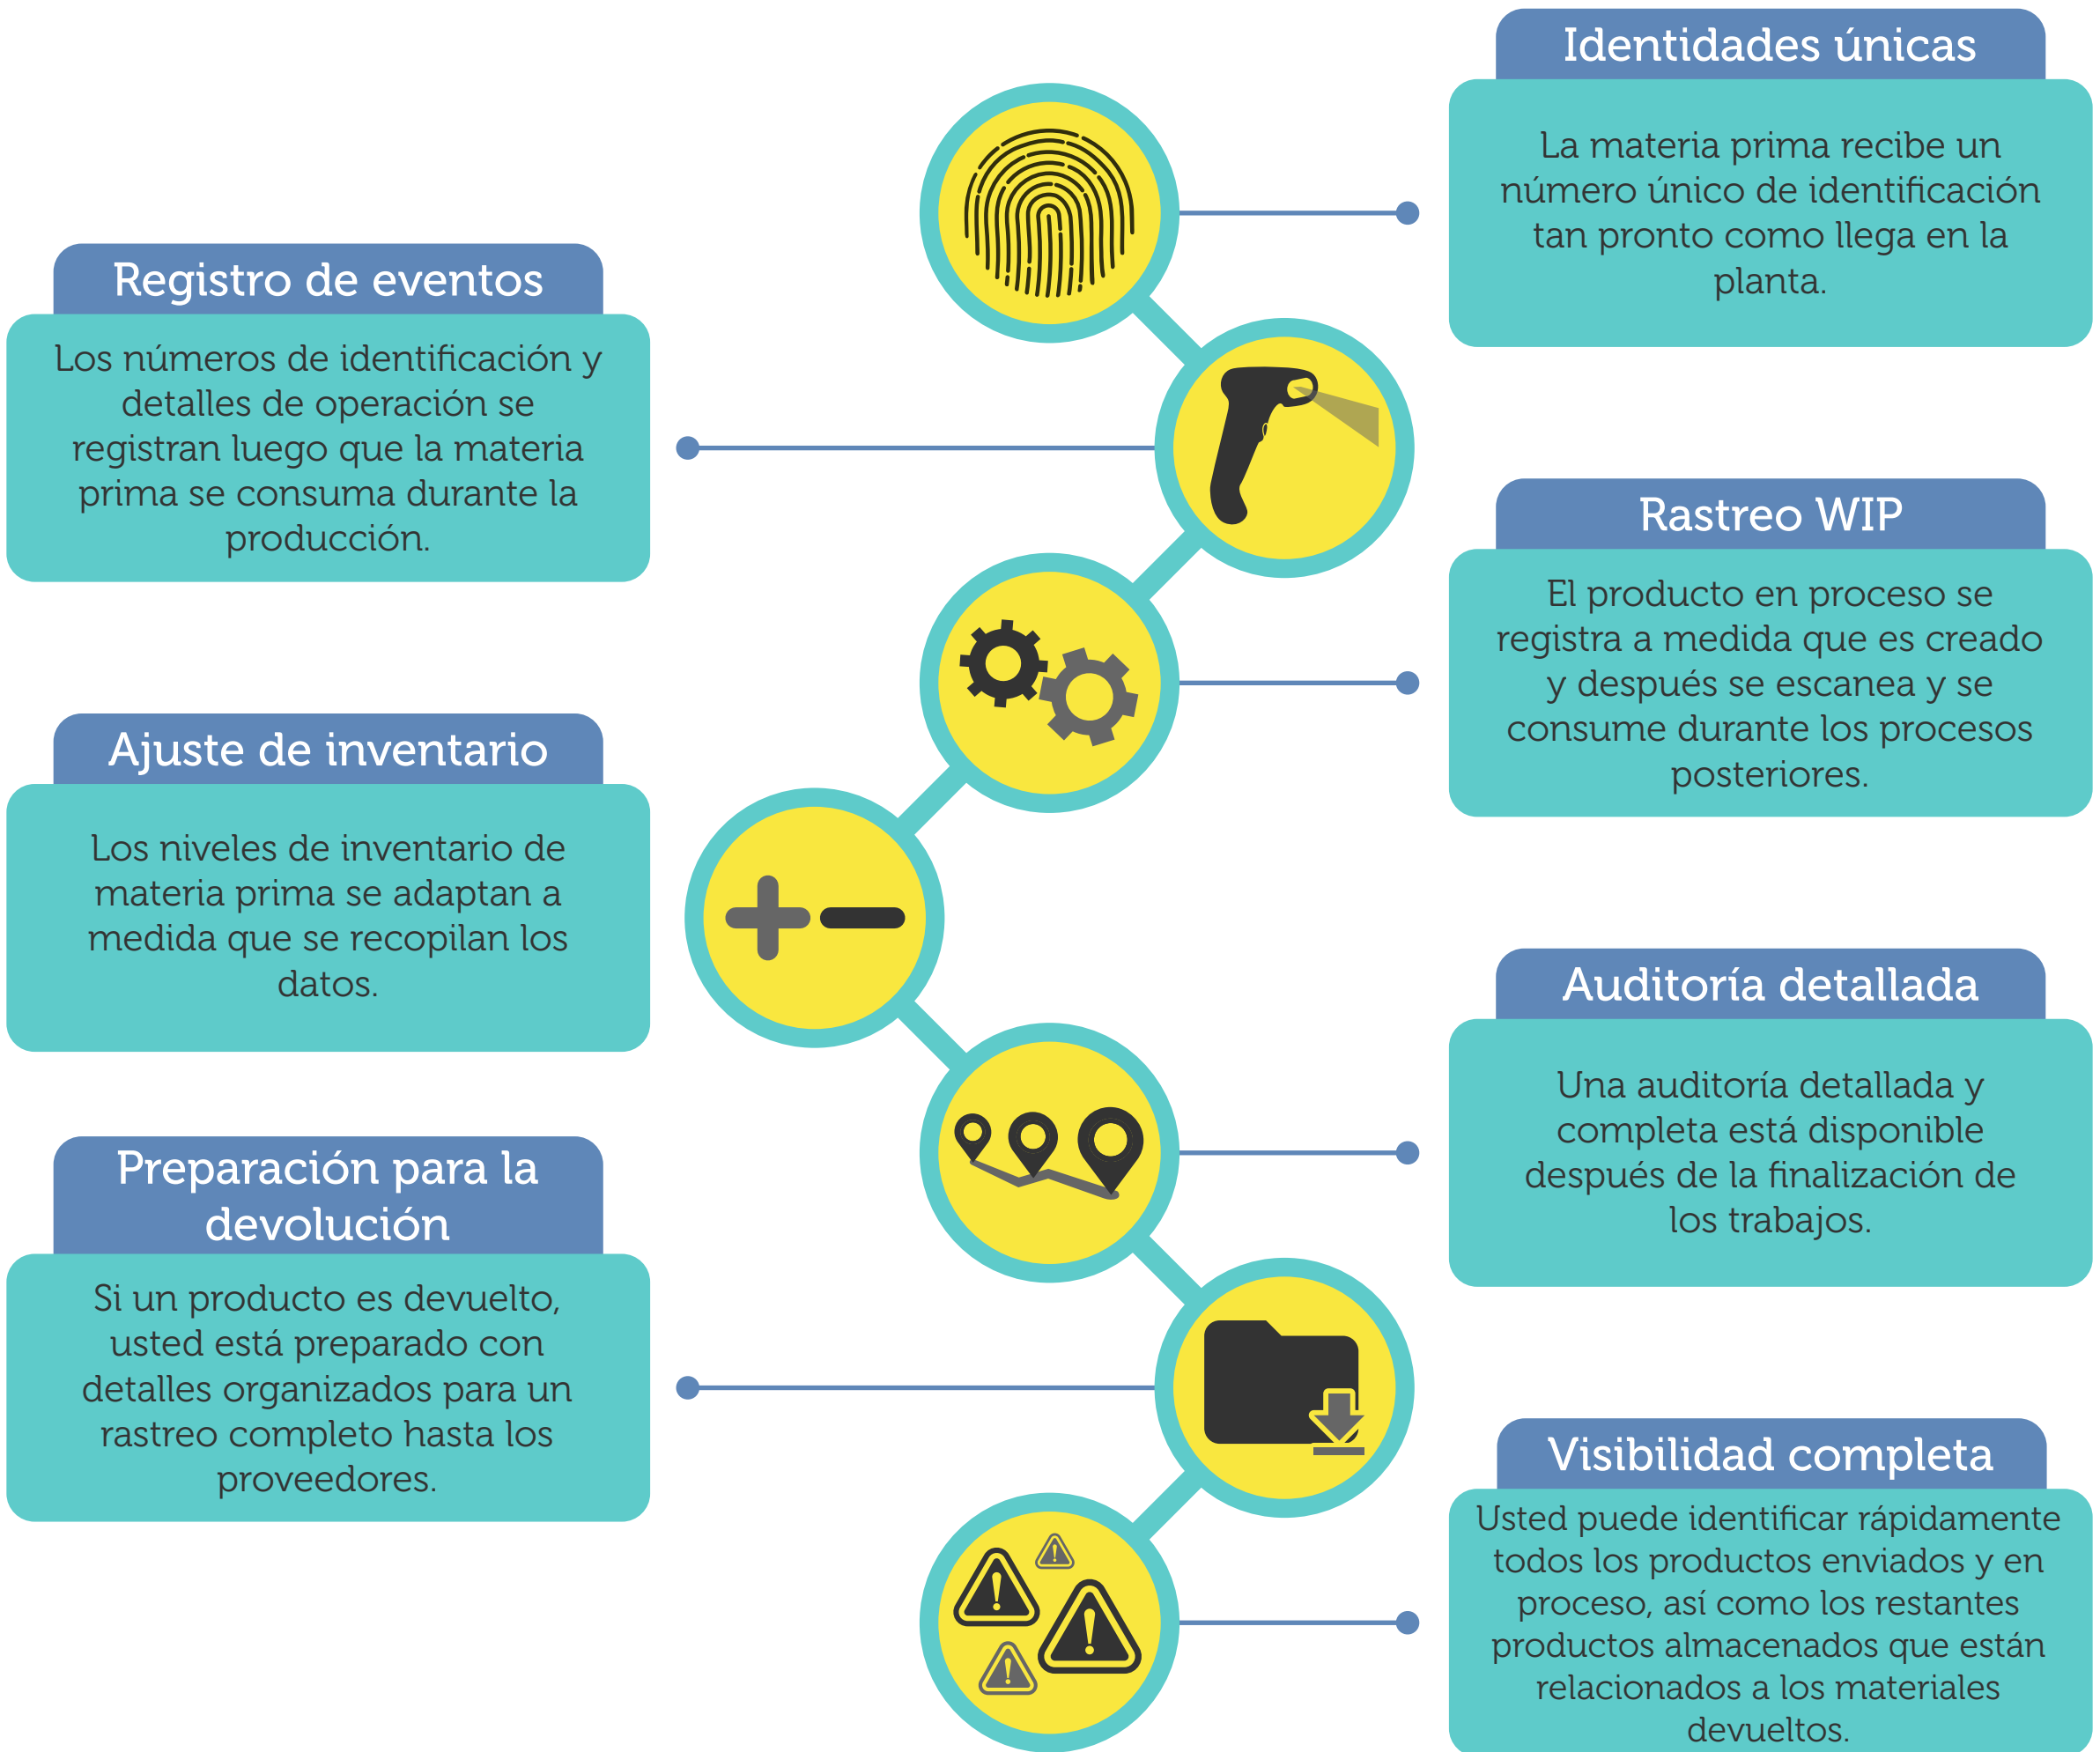 Identidades únicas
La materia prima recibe un
número único de identificación
tan pronto como llega en la
planta.
Registro de eventos
Los números de identificación y
detalles de operación se
registran luego que la materia
prima se consuma durante la
producción.
Rastreo WIP
El producto en proceso se
registra a medida que es creado
y después se escanea y se
consume durante los procesos
posteriores.
Ajuste de inventario
Los niveles de inventario de
materia prima se adaptan a
medida que se recopilan los
datos.
Auditoría detallada
Una auditoría detallada y
completa está disponible
después de la finalización de
los trabajos.
Preparación para la
devolución
Si un producto es devuelto,
usted está preparado con
detalles organizados para un
rastreo completo hasta los
proveedores.
Visibilidad completa
Usted puede identificar rápidamente
todos los productos enviados y en
proceso, así como los restantes
productos almacenados que están
relacionados a los materiales
devueltos.